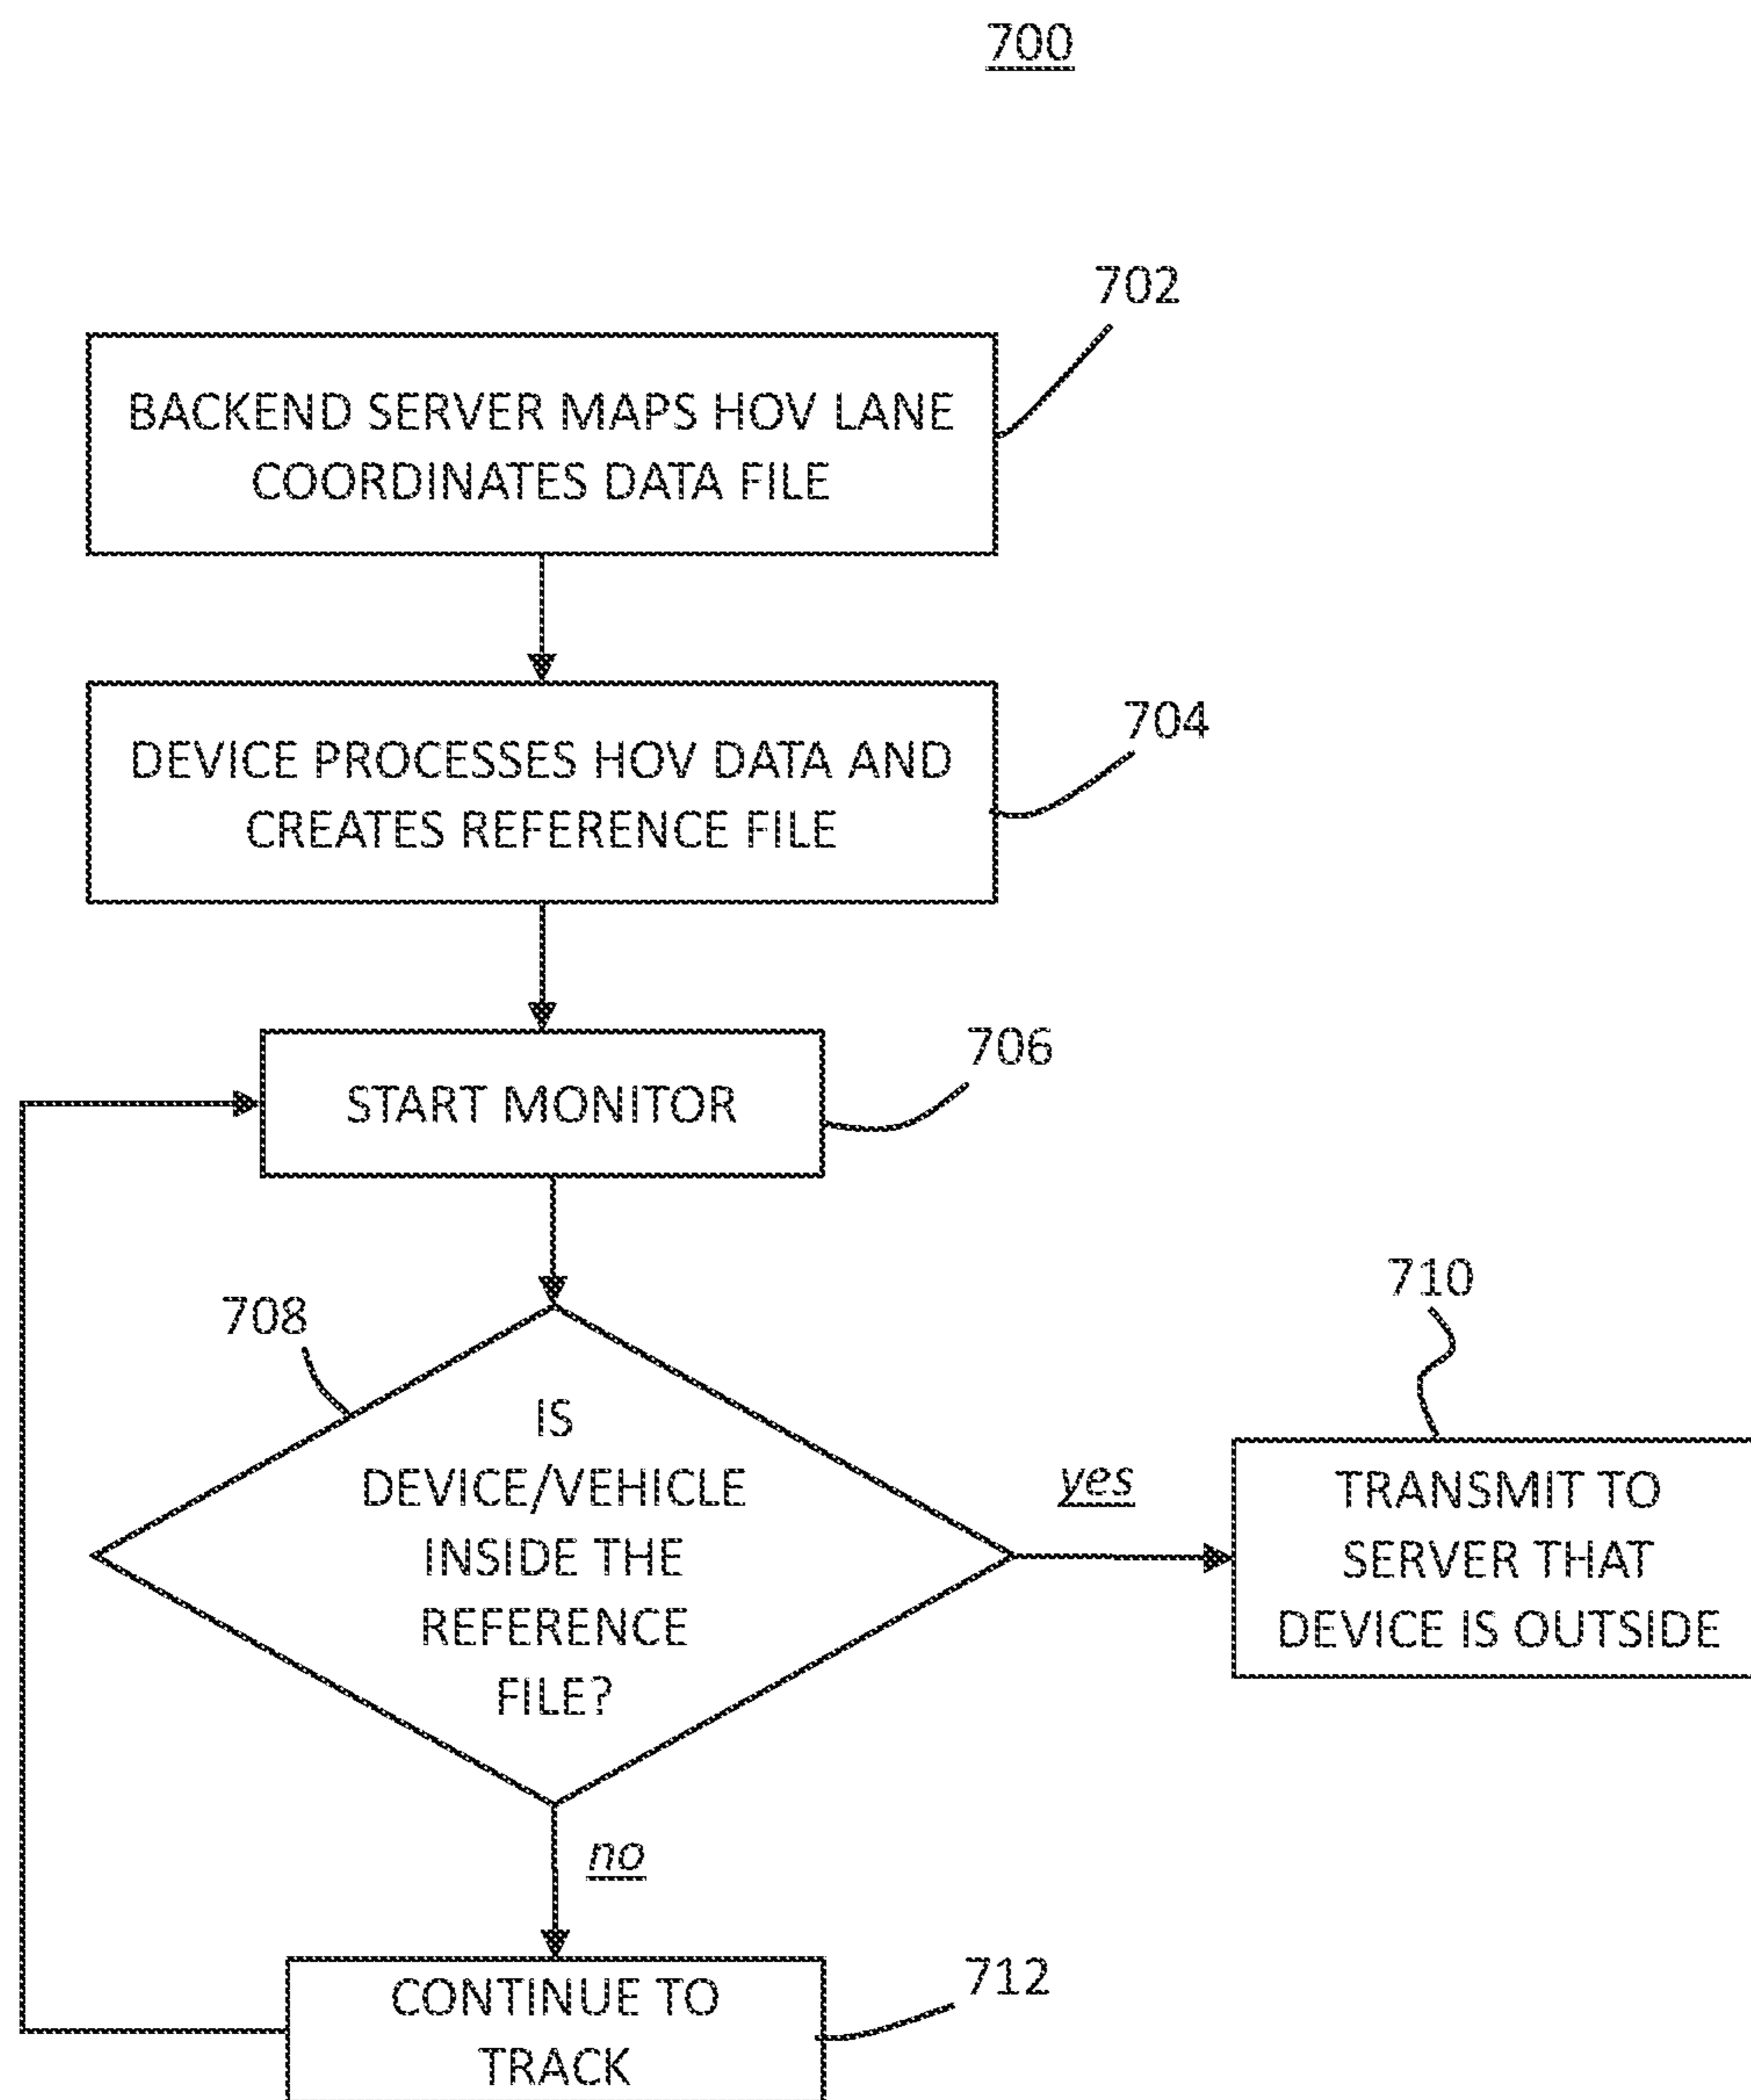 700
702
BACKEND SERVER MAPS HOV LANE
COORDINATES DATA FILE
704
DEVICE PROCESSES HOV DATA AND
CREATES REFERENCE FILE
706
START MONITOR
708
IS
DEVICE/VEHICLE
INSIDE THE
REFERENCE
FILE?
yes
710
TRANSMIT TO
SERVER THAT
DEVICE IS OUTSIDE
no
712
CONTINUE TO
TRACK